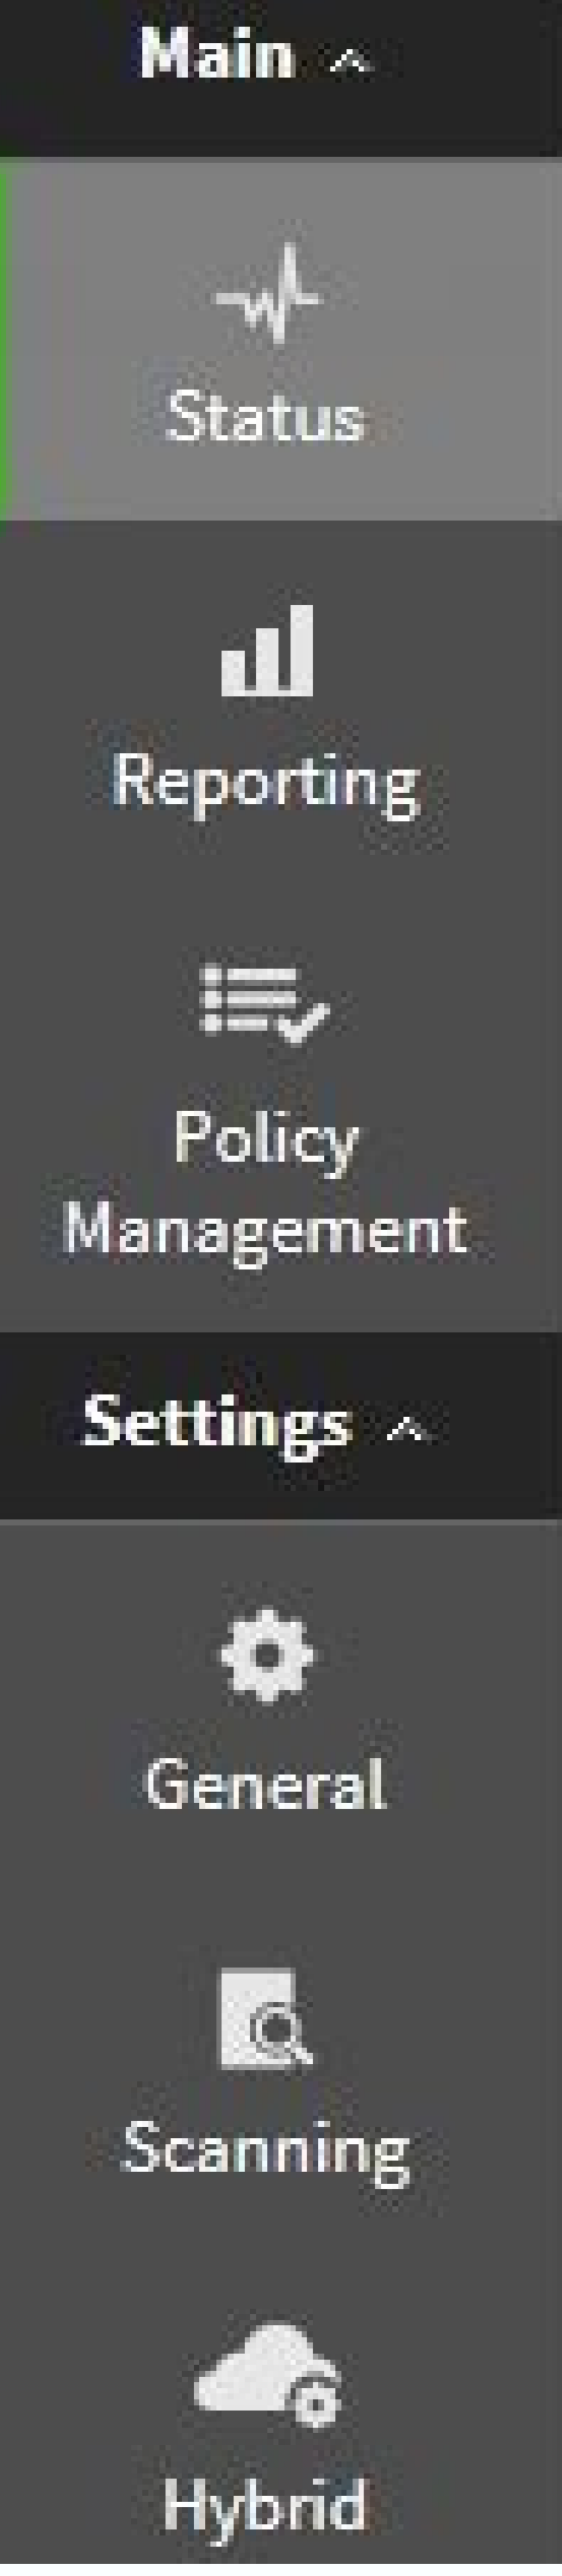 Main
Status
Reporting
Policy
Management
Settings
General
Scanning
Hybrid